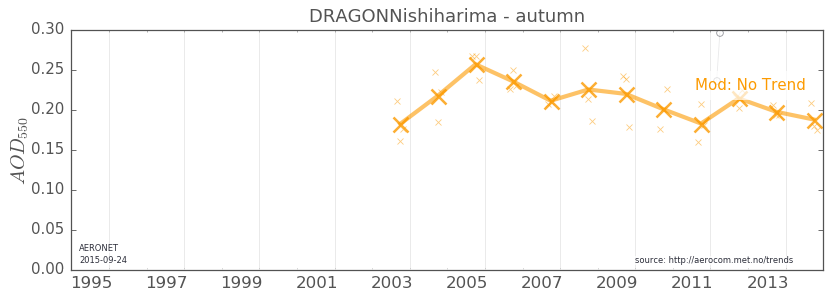 DRAGONNishiharima - autumn
0.30
0.25
0.20
0.15
0.10
0.05
0.00
AOD550
Mod: No Trend
AERONET
2015-09-24
source: http://aerocom.met.no/trends
1995 1997 1999 2001 2003 2005 2007 2009 2011 2013